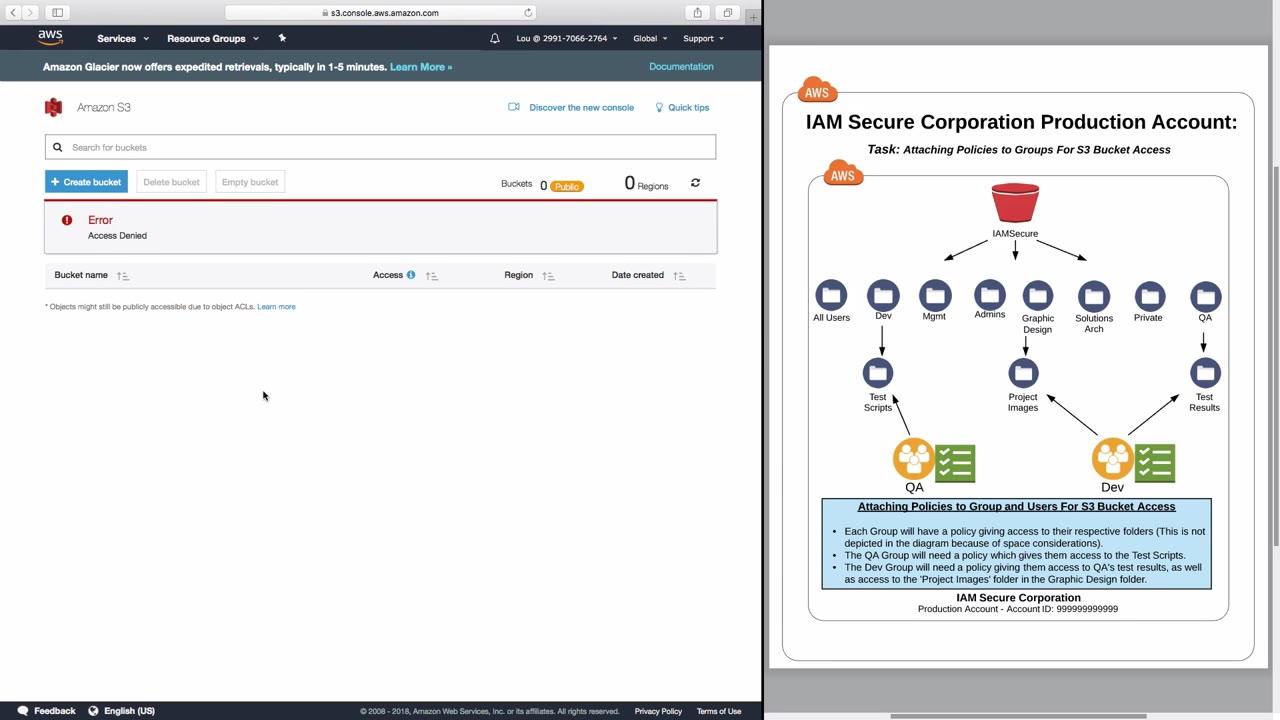 s3.console.aws.amazon.com
aws
Services
Resource Groups
Lou @ 2991-7066-2764
Global
Support
Amazon Glacier now offers expedited retrievals, typically in 1-5 minutes. Learn More »
Documentation
Amazon S3
Discover the new console
Quick tips
Search for buckets
+ Create bucket
Delete bucket
Empty bucket
Buckets
0 Public
0 Regions
Error
Access Denied
Bucket name
Access
Region
Date created
* Objects might still be publicly accessible due to object ACLs. Learn more
Feedback
English (US)
© 2008 - 2018, Amazon Web Services, Inc. or its affiliates. All rights reserved.
Privacy Policy
Terms of Use
AWS
IAM Secure Corporation Production Account:
Task: Attaching Policies to Groups For S3 Bucket Access
AWS
IAMSecure
All Users
Dev
Mgmt
Admins
Graphic
Design
Solutions
Arch
Private
QA
Test
Scripts
Project
Images
Test
Results
QA
Dev
Attaching Policies to Group and Users For S3 Bucket Access
• Each Group will have a policy giving access to their respective folders (This is
not depicted in the diagram because of space considerations).
• The QA Group will need a policy which gives them access to the Test Scripts.
• The Dev Group will need a policy giving them access to QA's test results, as well
as access to the 'Project Images' folder in the Graphic Design folder.
IAM Secure Corporation
Production Account - Account ID: 999999999999